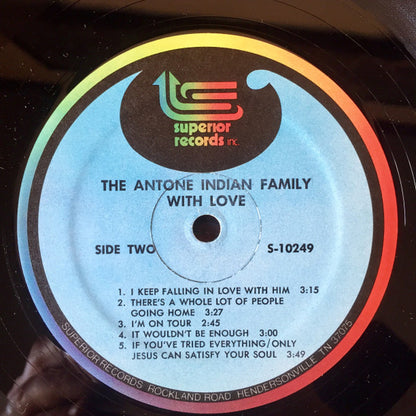 superior
records inc.
THE ANTONE INDIAN FAMILY
WITH LOVE
SIDE TWO
S-10249
1. I KEEP FALLING IN LOVE WITH HIM 3:15
2. THERE'S A WHOLE LOT OF PEOPLE
GOING HOME 3:27
3. I'M ON TOUR 2:45
4. IT WOULDN'T BE ENOUGH 3:00
5. IF YOU'VE TRIED EVERYTHING/ONLY
JESUS CAN SATISFY YOUR SOUL 3:49
SUPERIOR RECORDS ROCKLAND ROAD HENDERSONVILLE TN 37075